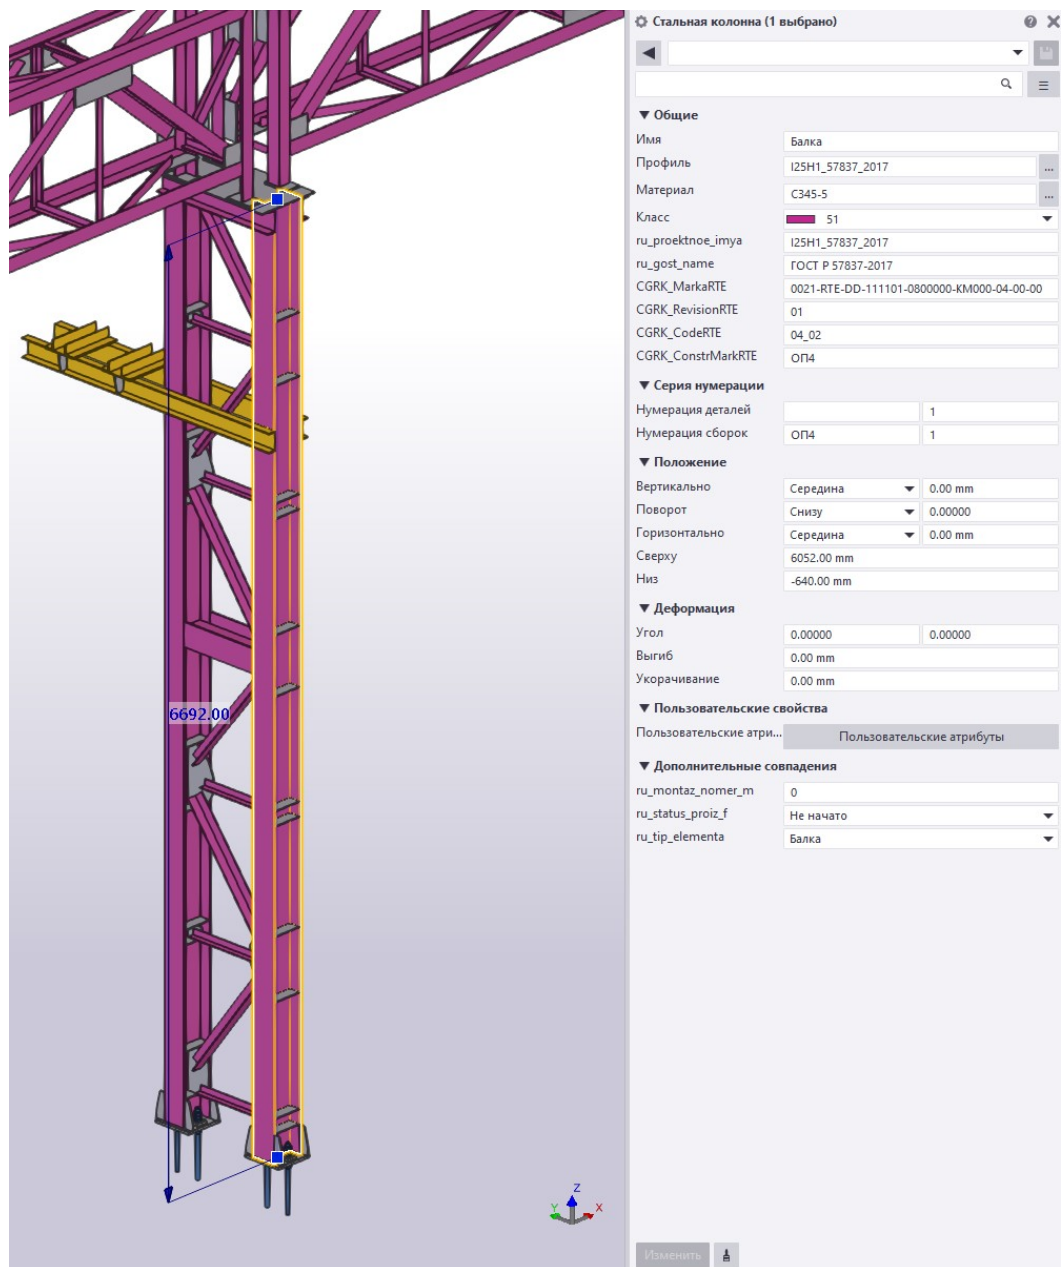 Стальная колонна (1 выбрано)
Общие
Имя Балка
Профиль I25H1_57837_2017 ...
Материал C345-5 ...
Класс 51
ru_proektnoe_imya I25H1_57837_2017
ru_gost_name ГОСТ Р 57837-2017
CGRK_MarkaRTE 0021-RTE-DD-111101-0800000-KM000-04-00-00
CGRK_RevisionRTE 01
CGRK_CodeRTE 04_02
CGRK_ConstrMarkRTE ОП4
Серия нумерации
Нумерация деталей 1
Нумерация сборок ОП4 1
Положение
Вертикально Середина 0.00 mm
Поворот Снизу 0.00000
Горизонтально Середина 0.00 mm
Сверху 6052.00 mm
Низ -640.00 mm
Деформация
Угол 0.00000 0.00000
Выгиб 0.00 mm
Укорачивание 0.00 mm
Пользовательские свойства
Пользовательские атри... Пользовательские атрибуты
Дополнительные совпадения
ru_montaz_nomer_m 0
ru_status_proiz_f Не начато
ru_tip_elementa Балка
Изменить
6692.00
Z
Y X